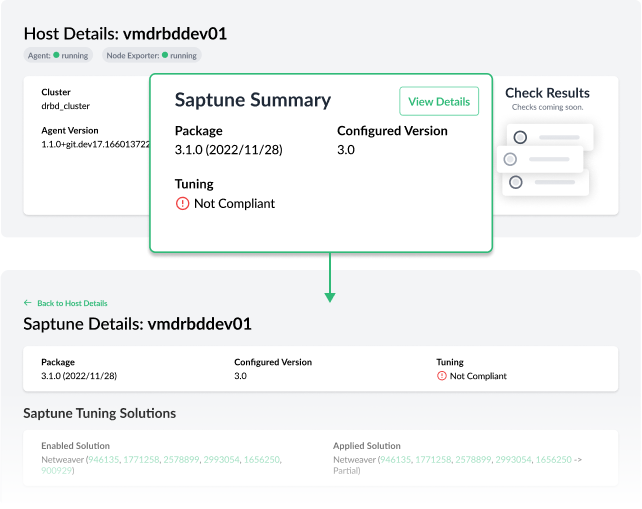 Host Details: vmdrbddev01
Agent: running
Node Exporter: running
Cluster
drbd_cluster
Agent Version
1.1.0+git.dev17.166013722
Saptune Summary
View Details
Package
3.1.0 (2022/11/28)
Configured Version
3.0
Tuning
Not Compliant
Check Results
Checks coming soon.
← Back to Host Details
Saptune Details: vmdrbddev01
Package
3.1.0 (2022/11/28)
Configured Version
3.0
Tuning
Not Compliant
Saptune Tuning Solutions
Enabled Solution
Netweaver (946135, 1771258, 2578899, 2993054, 1656250,
900929)
Applied Solution
Netweaver (946135, 1771258, 2578899, 2993054, 1656250 ->
Partial)